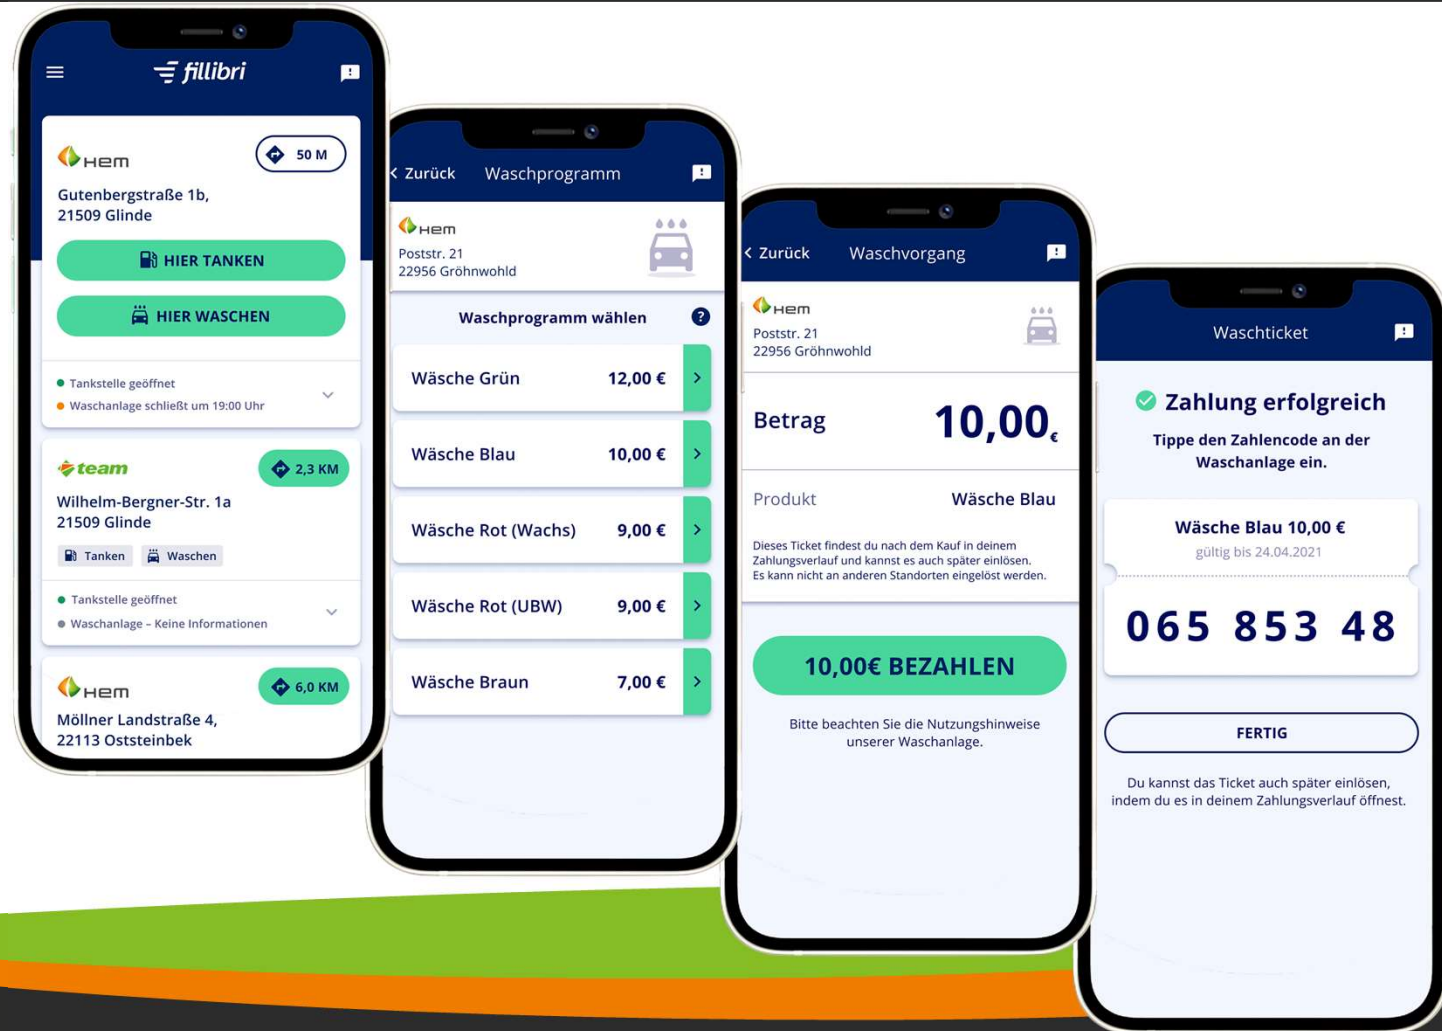 fillibri
HEM
50 M
Gutenbergstraße 1b,
21509 Glinde
HIER TANKEN
HIER WASCHEN
Tankstelle geöffnet
Waschanlage schließt um 19:00 Uhr
team
2,3 KM
Wilhelm-Bergner-Str. 1a
21509 Glinde
Tanken Waschen
Tankstelle geöffnet
Waschanlage – Keine Informationen
HEM
6,0 KM
Möllner Landstraße 4,
22113 Oststeinbek
< Zurück Waschprogramm
HEM
Poststr. 21
22956 Gröhnwohld
Waschprogramm wählen ?
Wäsche Grün 12,00 € >
Wäsche Blau 10,00 € >
Wäsche Rot (Wachs) 9,00 € >
Wäsche Rot (UBW) 9,00 € >
Wäsche Braun 7,00 € >
< Zurück Waschvorgang
HEM
Poststr. 21
22956 Gröhnwohld
Betrag 10,00 €
Produkt Wäsche Blau
Dieses Ticket findest du nach dem Kauf in deinem
Zahlungsverlauf und kannst es auch später einlösen.
Es kann nicht an anderen Standorten eingelöst werden.
10,00€ BEZAHLEN
Bitte beachten Sie die Nutzungshinweise
unserer Waschanlage.
Waschticket
Zahlung erfolgreich
Tippe den Zahlencode an der
Waschanlage ein.
Wäsche Blau 10,00 €
gültig bis 24.04.2021
065 853 48
FERTIG
Du kannst das Ticket auch später einlösen,
indem du es in deinem Zahlungsverlauf öffnest.